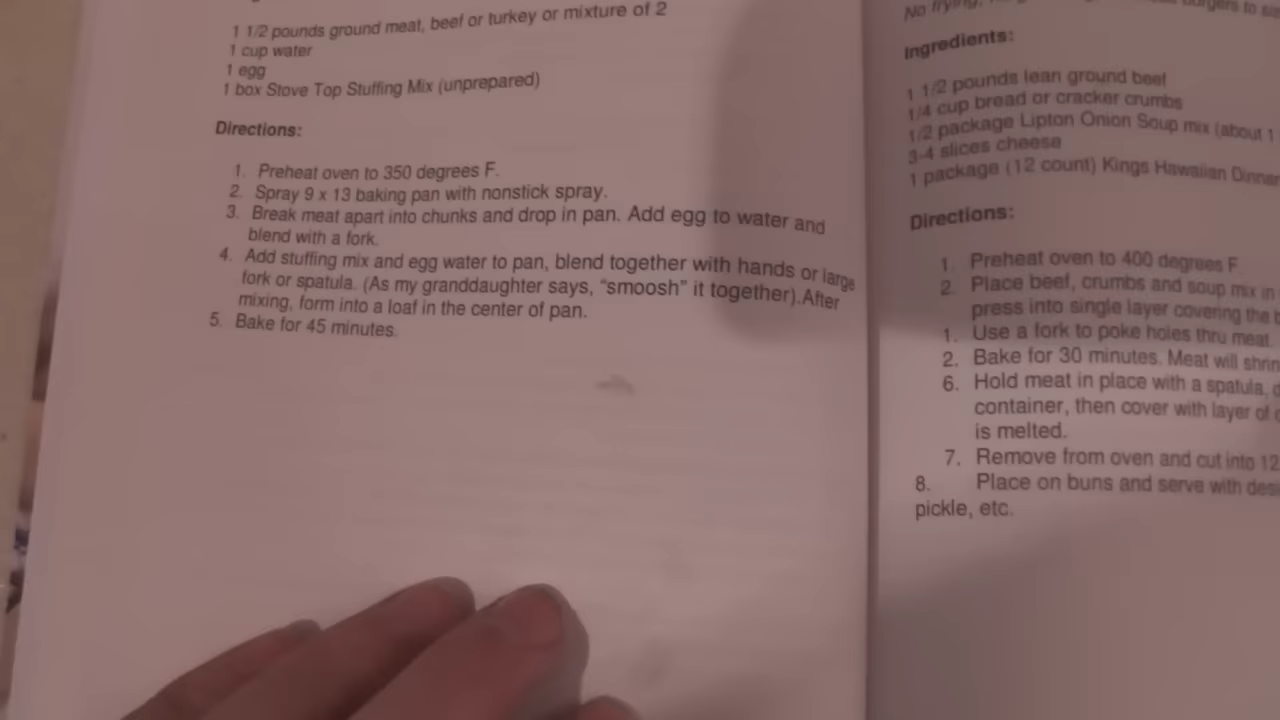 1 1/2 pounds ground meat, beef or turkey or mixture of 2
1 cup water
1 egg
1 box Stove Top Stuffing Mix (unprepared)
Directions:
1. Preheat oven to 350 degrees F.
2. Spray 9 x 13 baking pan with nonstick spray.
3. Break meat apart into chunks and drop in pan. Add egg to water and
blend with a fork.
4. Add stuffing mix and egg water to pan, blend together with hands or large
fork or spatula. (As my granddaughter says, “smoosh” it together).After
mixing, form into a loaf in the center of pan.
5. Bake for 45 minutes.
No frying,
Ingredients:
1 1/2 pounds lean ground beef
1/4 cup bread or cracker crumbs
1/2 package Lipton Onion Soup mix (about 1
3-4 slices cheese
1 package (12 count) Kings Hawaiian
Directions:
1. Preheat oven to 400 degrees F
2. Place beef, crumbs and soup mix in
press into single layer covering the
1. Use a fork to poke holes thru meat.
2. Bake for 30 minutes. Meat will
6. Hold meat in place with a spatula,
container, then cover with layer of
is melted.
7. Remove from oven and cut into 12
8. Place on buns and serve with
pickle, etc.